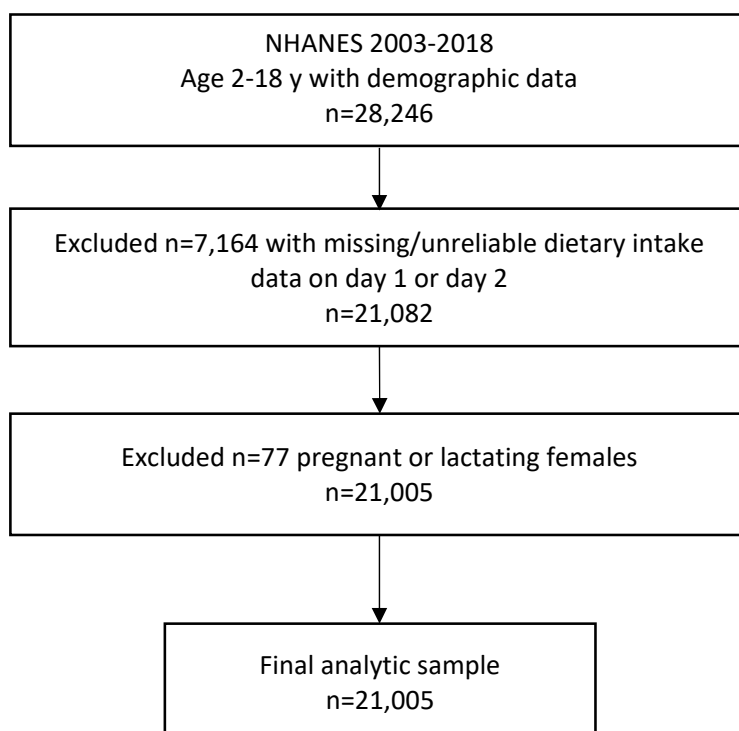 NHANES 2003-2018
Age 2-18 y with demographic data
n=28,246
Excluded n=7,164 with missing/unreliable dietary intake
data on day 1 or day 2
n=21,082
Excluded n=77 pregnant or lactating females
n=21,005
Final analytic sample
n=21,005